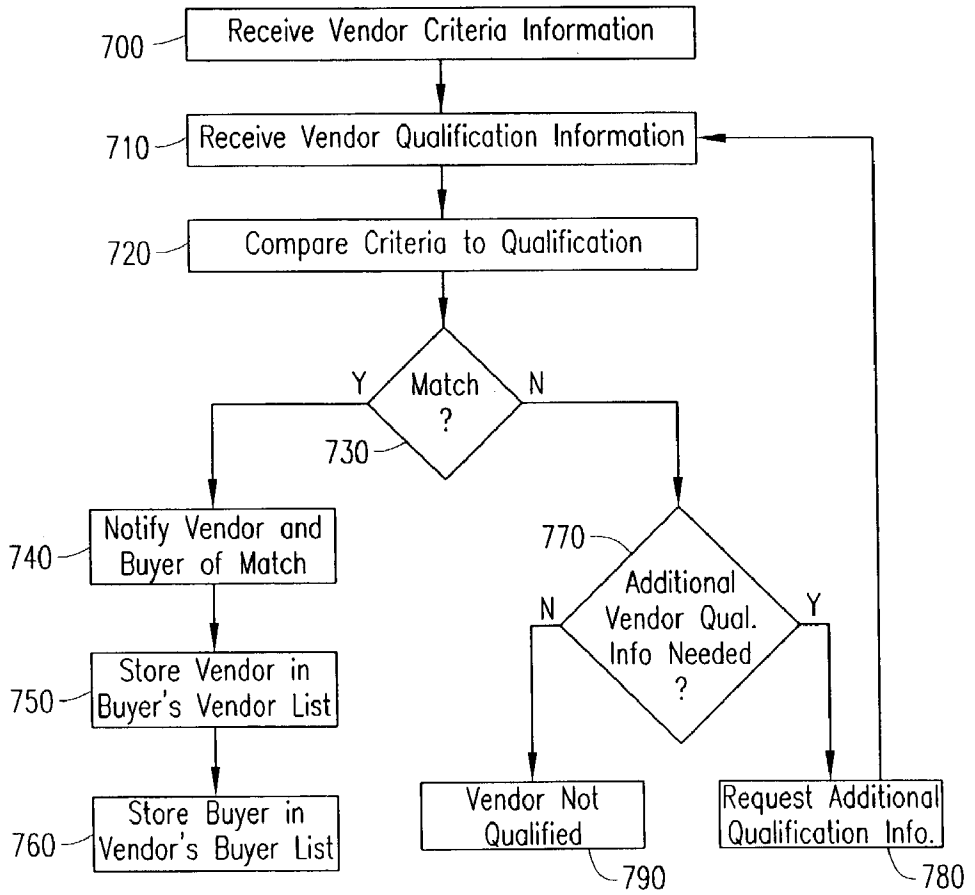 700
Receive Vendor Criteria Information
710
Receive Vendor Qualification Information
720
Compare Criteria to Qualification
Y
Match
?
N
730
740
Notify Vendor and
Buyer of Match
750
Store Vendor in
Buyer's Vendor List
760
Store Buyer in
Vendor's Buyer List
770
N
Additional
Vendor Qual.
Info Needed
?
Y
Vendor Not
Qualified
790
Request Additional
Qualification Info.
780